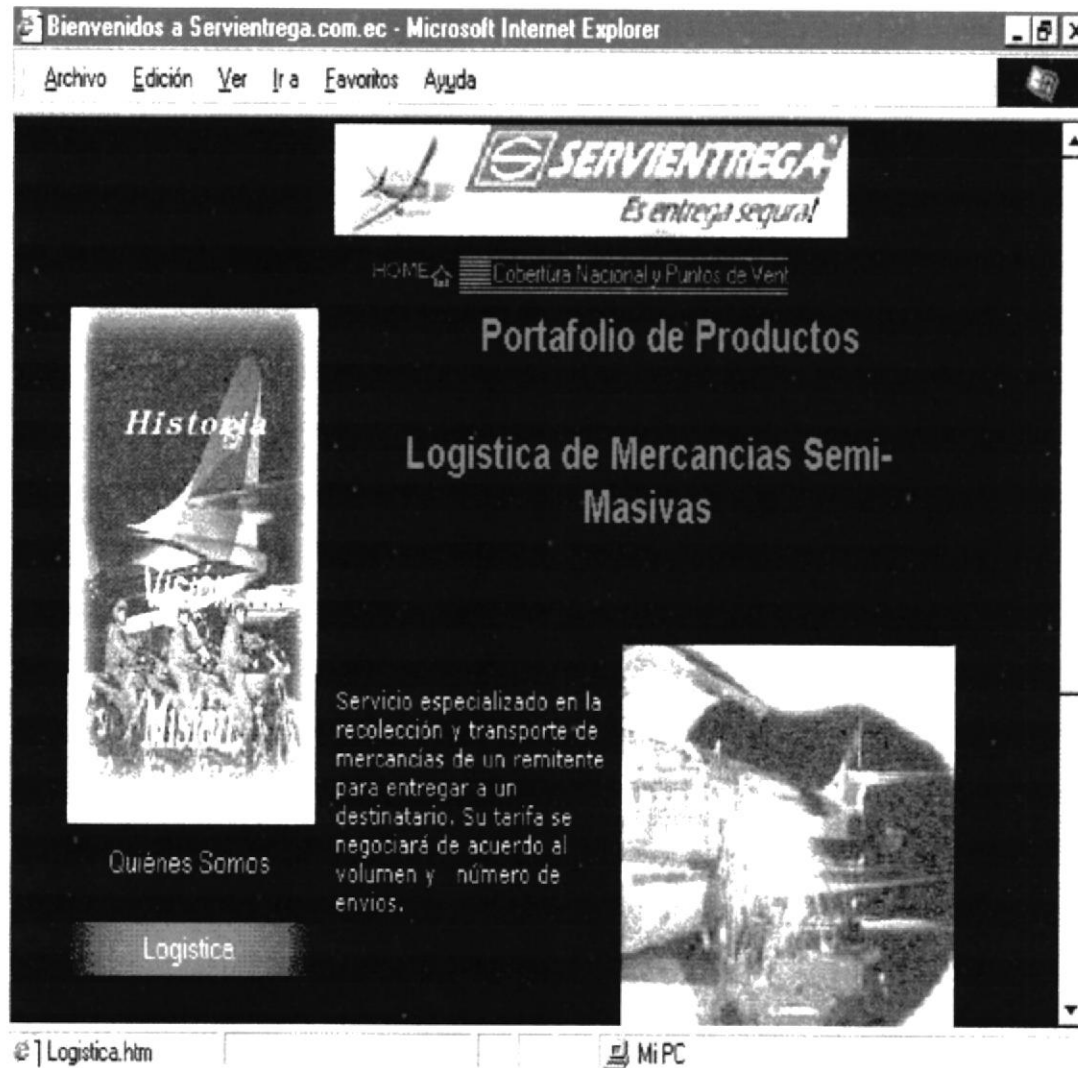 Bienvenidos a Servientrega.com.ec - Microsoft Internet Explorer
Archivo Edición Ver Ir a Favoritos Ayuda
SERVIENTREGA
Es entrega segura!
HOME Cobertura Nacional y Puntos de Vent
Portafolio de Productos
Historia
Logistica de Mercancias Semi-
Masivas
Visión
Misión
Servicio especializado en la
recolección y transporte de
mercancías de un remitente
para entregar a un
destinatario. Su tarifa se
negociará de acuerdo al
volumen y número de
envios.
Quiénes Somos
Logistica
Logistica.htm
Mi PC